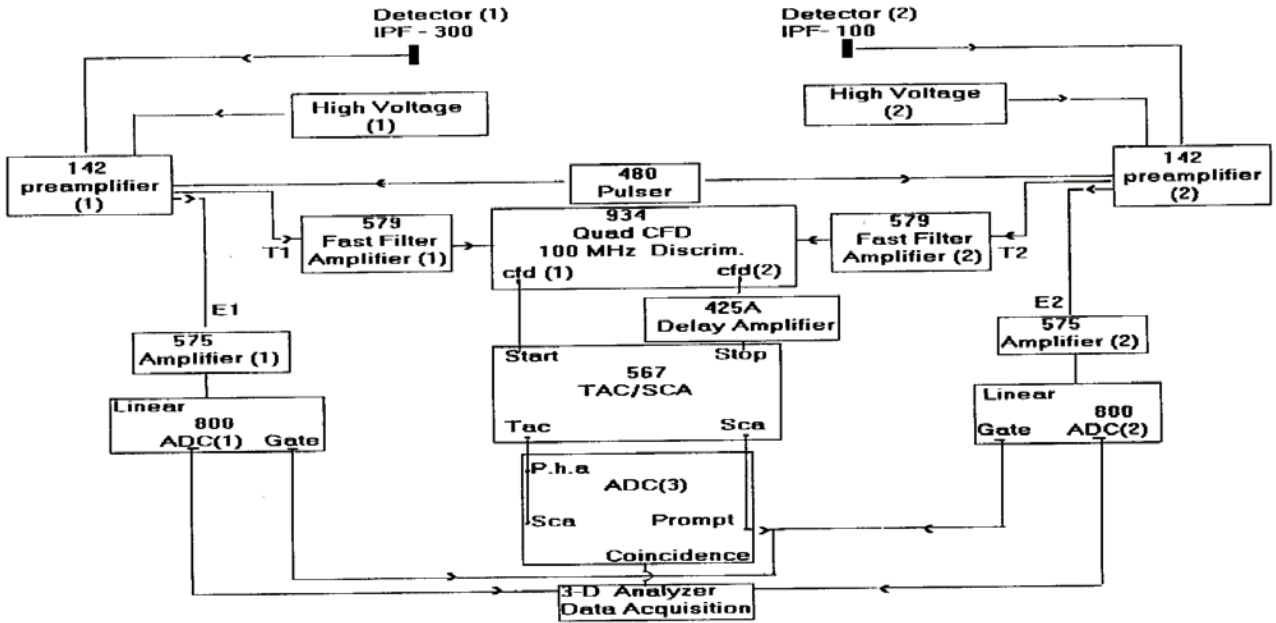 Detector (1)
IPF - 300
Detector (2)
IPF- 100
High Voltage
(1)
High Voltage
(2)
142
preamplifier
(1)
480
Pulser
142
preamplifier
(2)
T1
579
Fast Filter
Amplifier (1)
934
Quad CFD
100 MHz Discrim.
cfd (1)
cfd(2)
579
Fast Filter
Amplifier (2)
T2
E1
E2
425A
Delay Amplifier
575
Amplifier (1)
575
Amplifier (2)
Start
Stop
567
TAC/SCA
Tac
Sca
Linear
800
ADC(1)
Gate
Linear
800
Gate
ADC(2)
P.h.a
ADC(3)
Sca
Prompt
Coincidence
3-D Analyzer
Data Acquisition